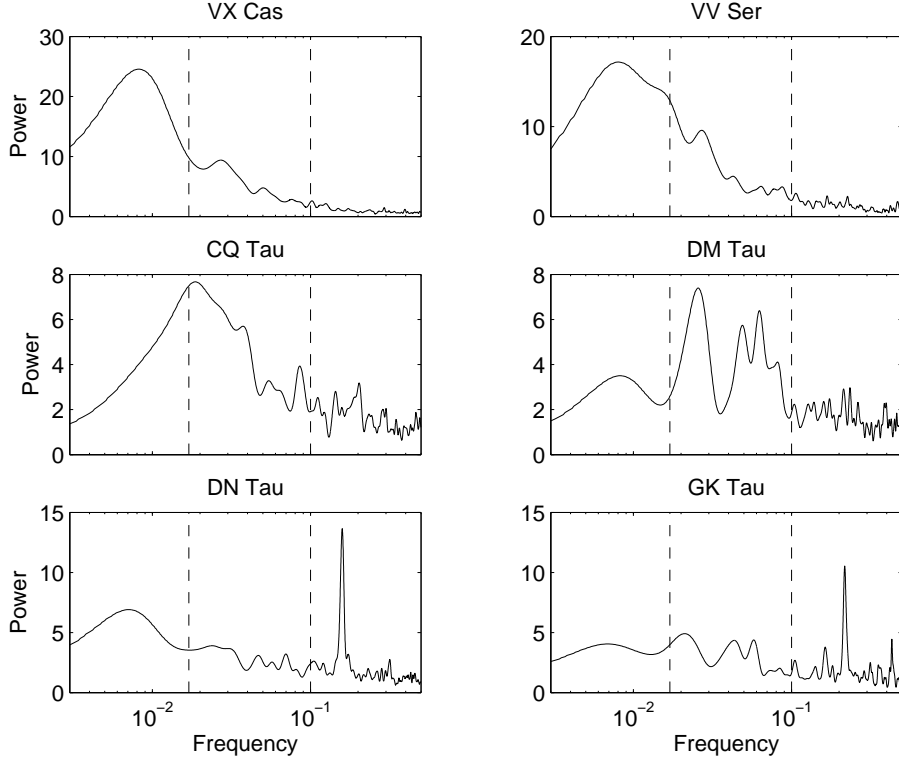 VX Cas
VV Ser
30
20
10
0
Power
20
10
0
CQ Tau
DM Tau
8
6
4
2
0
Power
8
6
4
2
0
DN Tau
GK Tau
15
10
5
0
Power
15
10
5
0
10⁻² 10⁻¹
Frequency
10⁻² 10⁻¹
Frequency